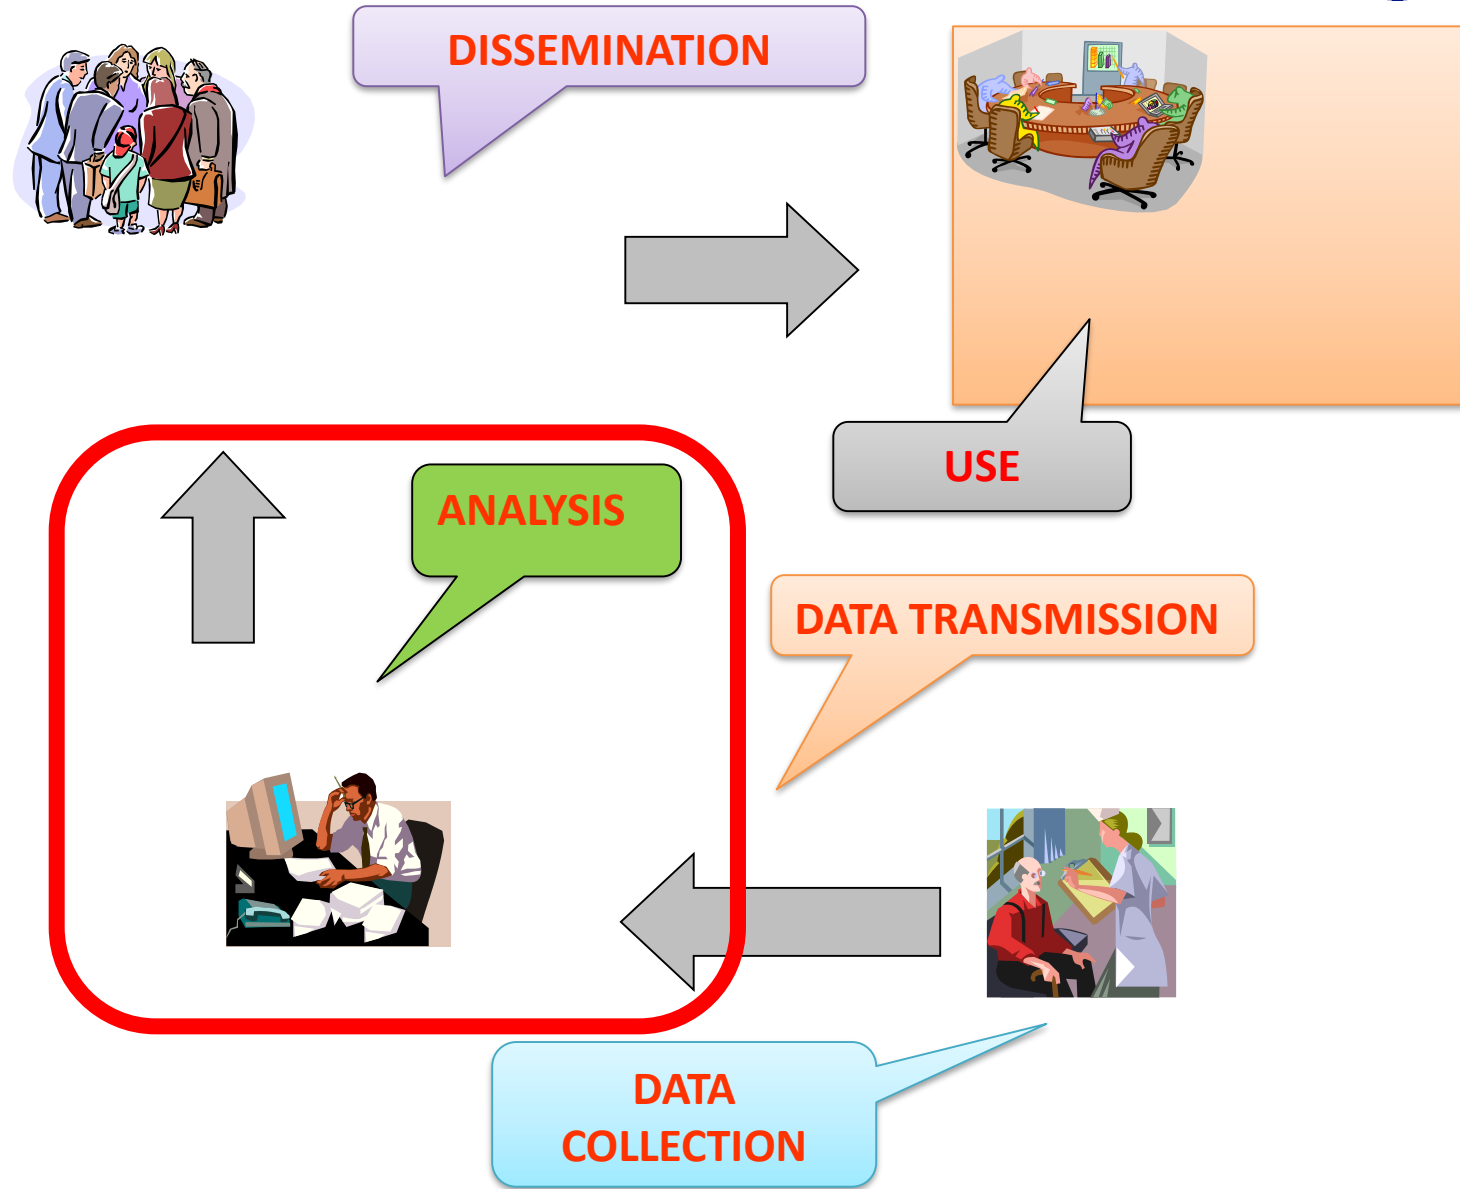 DISSEMINATION
USE
ANALYSIS
DATA TRANSMISSION
DATA
COLLECTION